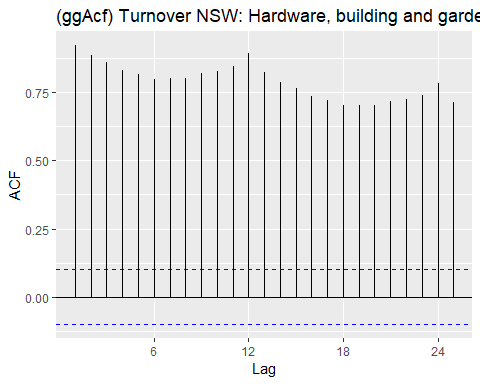 (ggAcf) Turnover NSW: Hardware, building and garde
ACF
0.75
0.50
0.25
0.00
6 12 18 24
Lag